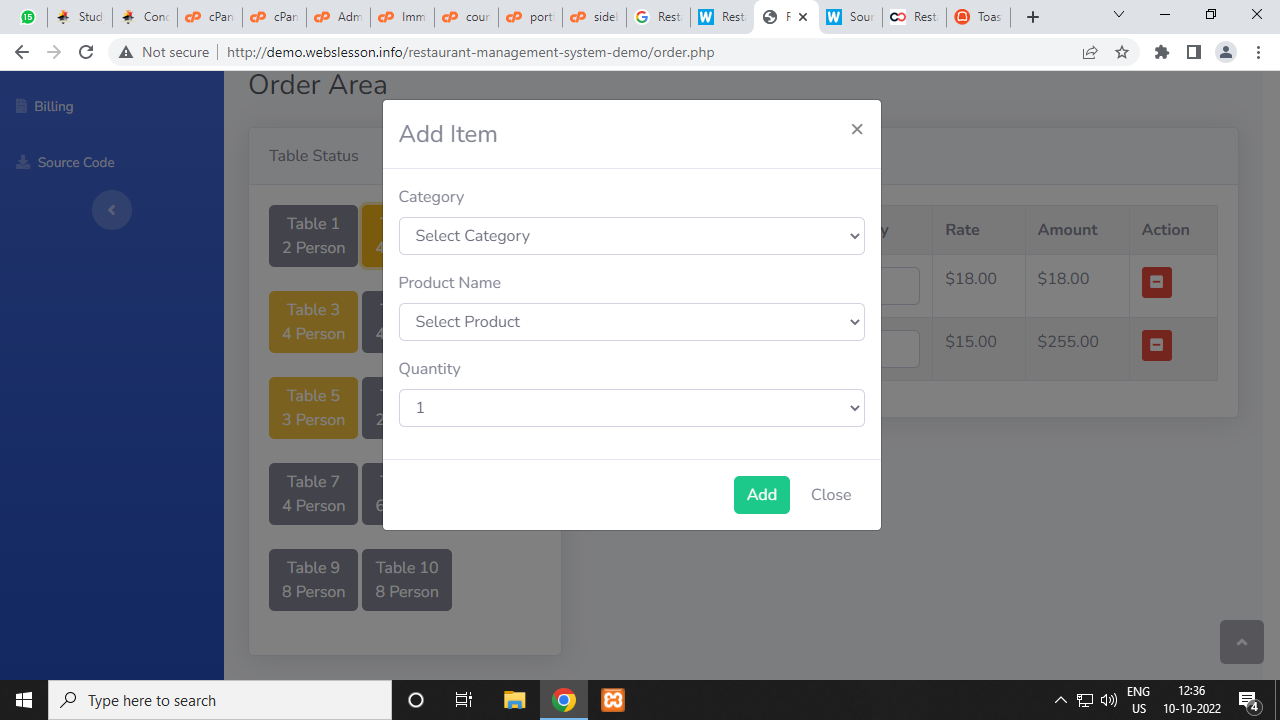 15
Stud
Conc
cPan
cPan
Adm
Imm
cour
port
sidel
Rest
Rest
R
Sour
Rest
Toas
Not secure
http://demo.webslesson.info/restaurant-management-system-demo/order.php
Billing
Source Code
Order Area
Table Status
Table 1
2 Person
Table 3
4 Person
Table 5
3 Person
Table 7
4 Person
Table 9
8 Person
Table 10
8 Person
Add Item
×
Category
Select Category
Product Name
Select Product
Quantity
1
Add
Close
y
Rate
Amount
Action
$18.00
$18.00
$15.00
$255.00
Type here to search
ENG
US
12:36
10-10-2022
4